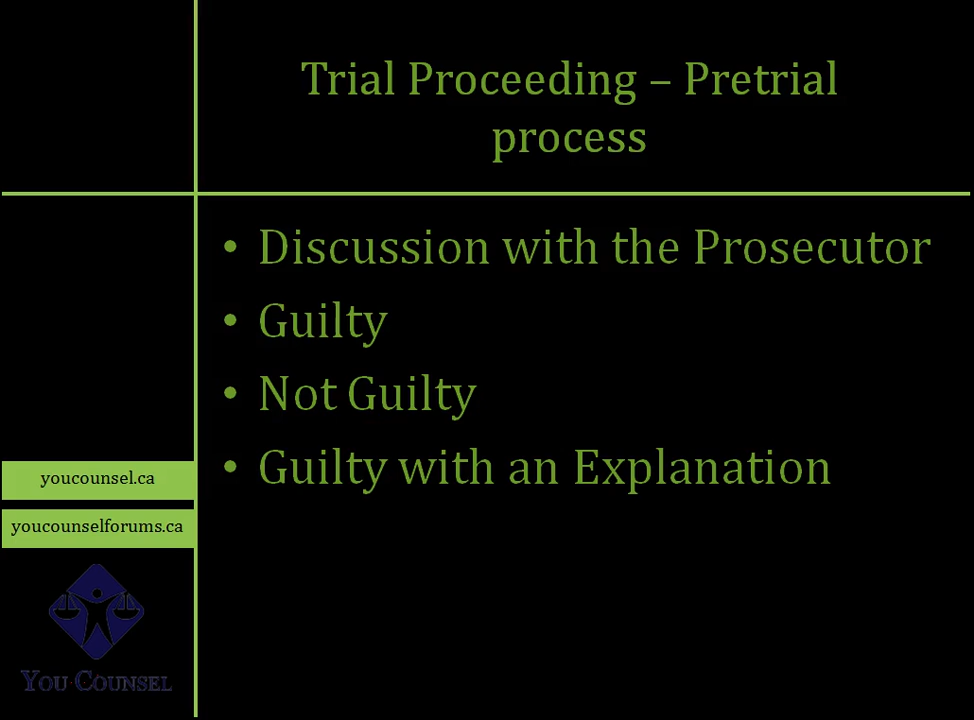 Trial Proceeding – Pretrial
process
• Discussion with the Prosecutor
• Guilty
• Not Guilty
• Guilty with an Explanation
youcounsel.ca
youcounselforums.ca
YOU COUNSEL